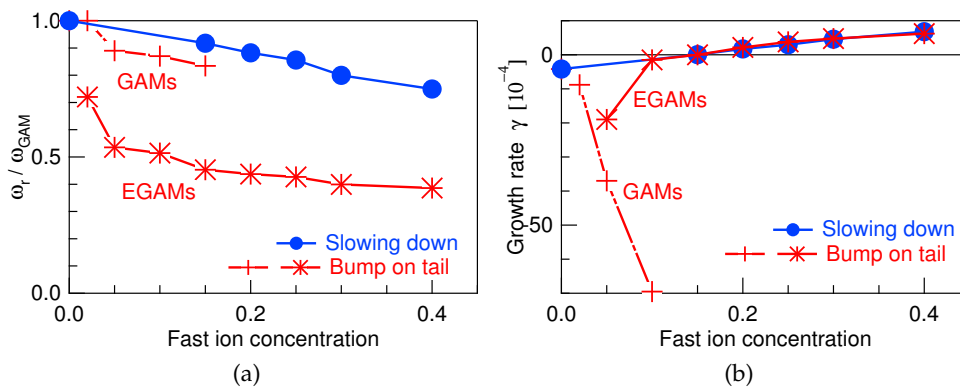 1.0
0.5
0.0
ω_r / ω_GAM
GAMs
EGAMs
Slowing down
Bump on tail
0.0
0.2
0.4
Fast ion concentration
(a)
0
-50
Growth rate γ [10⁻⁴]
EGAMs
GAMs
Slowing down
Bump on tail
0.0
0.2
0.4
Fast ion concentration
(b)